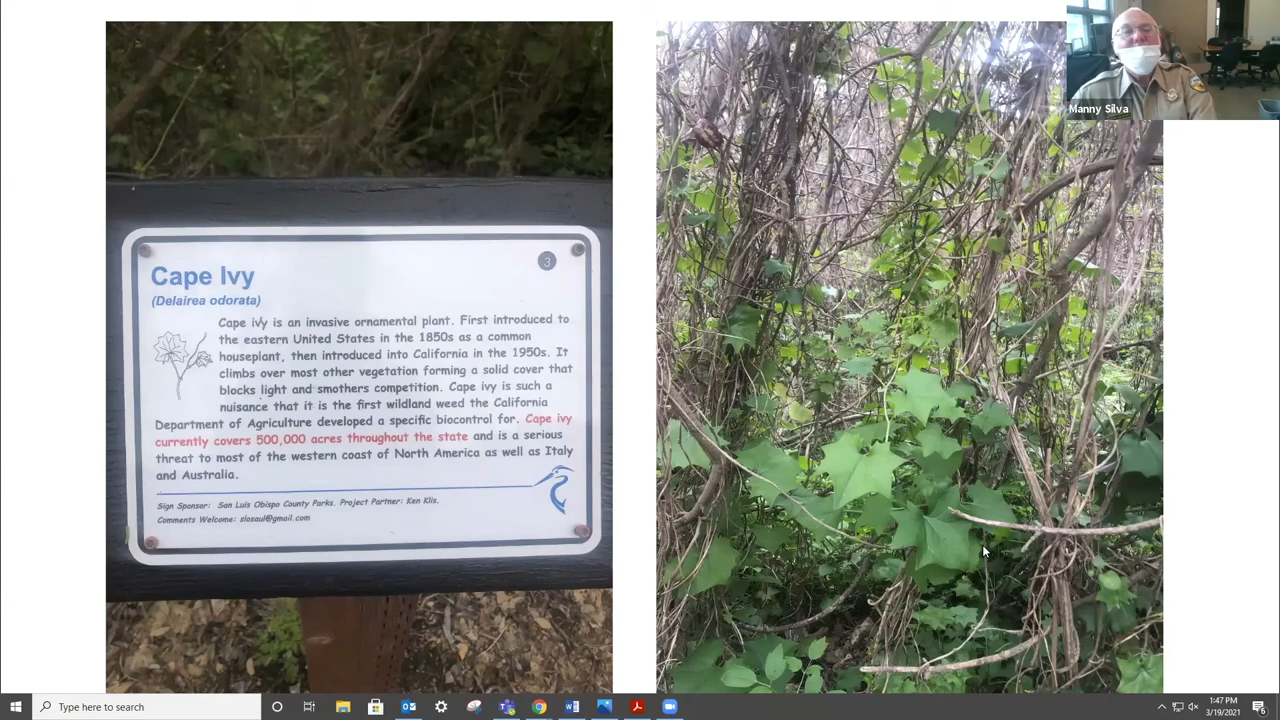 Manny Silva
3
Cape Ivy
(Delairea odorata)
Cape ivy is an invasive ornamental plant. First introduced to
the eastern United States in the 1850s as a common
houseplant, then introduced into California in the 1950s. It
climbs over most other vegetation forming a solid cover that
blocks light and smothers competition. Cape ivy is such a
nuisance that it is the first wildland weed the California
Department of Agriculture developed a specific biocontrol for. Cape ivy
currently covers 500,000 acres throughout the state and is a serious
threat to most of the western coast of North America as well as Italy
and Australia.
Sign Sponsor: San Luis Obispo County Parks. Project Partner: Ken Klis.
Comments Welcome: slosaul@gmail.com
Type here to search
1:47 PM
3/19/2021
6